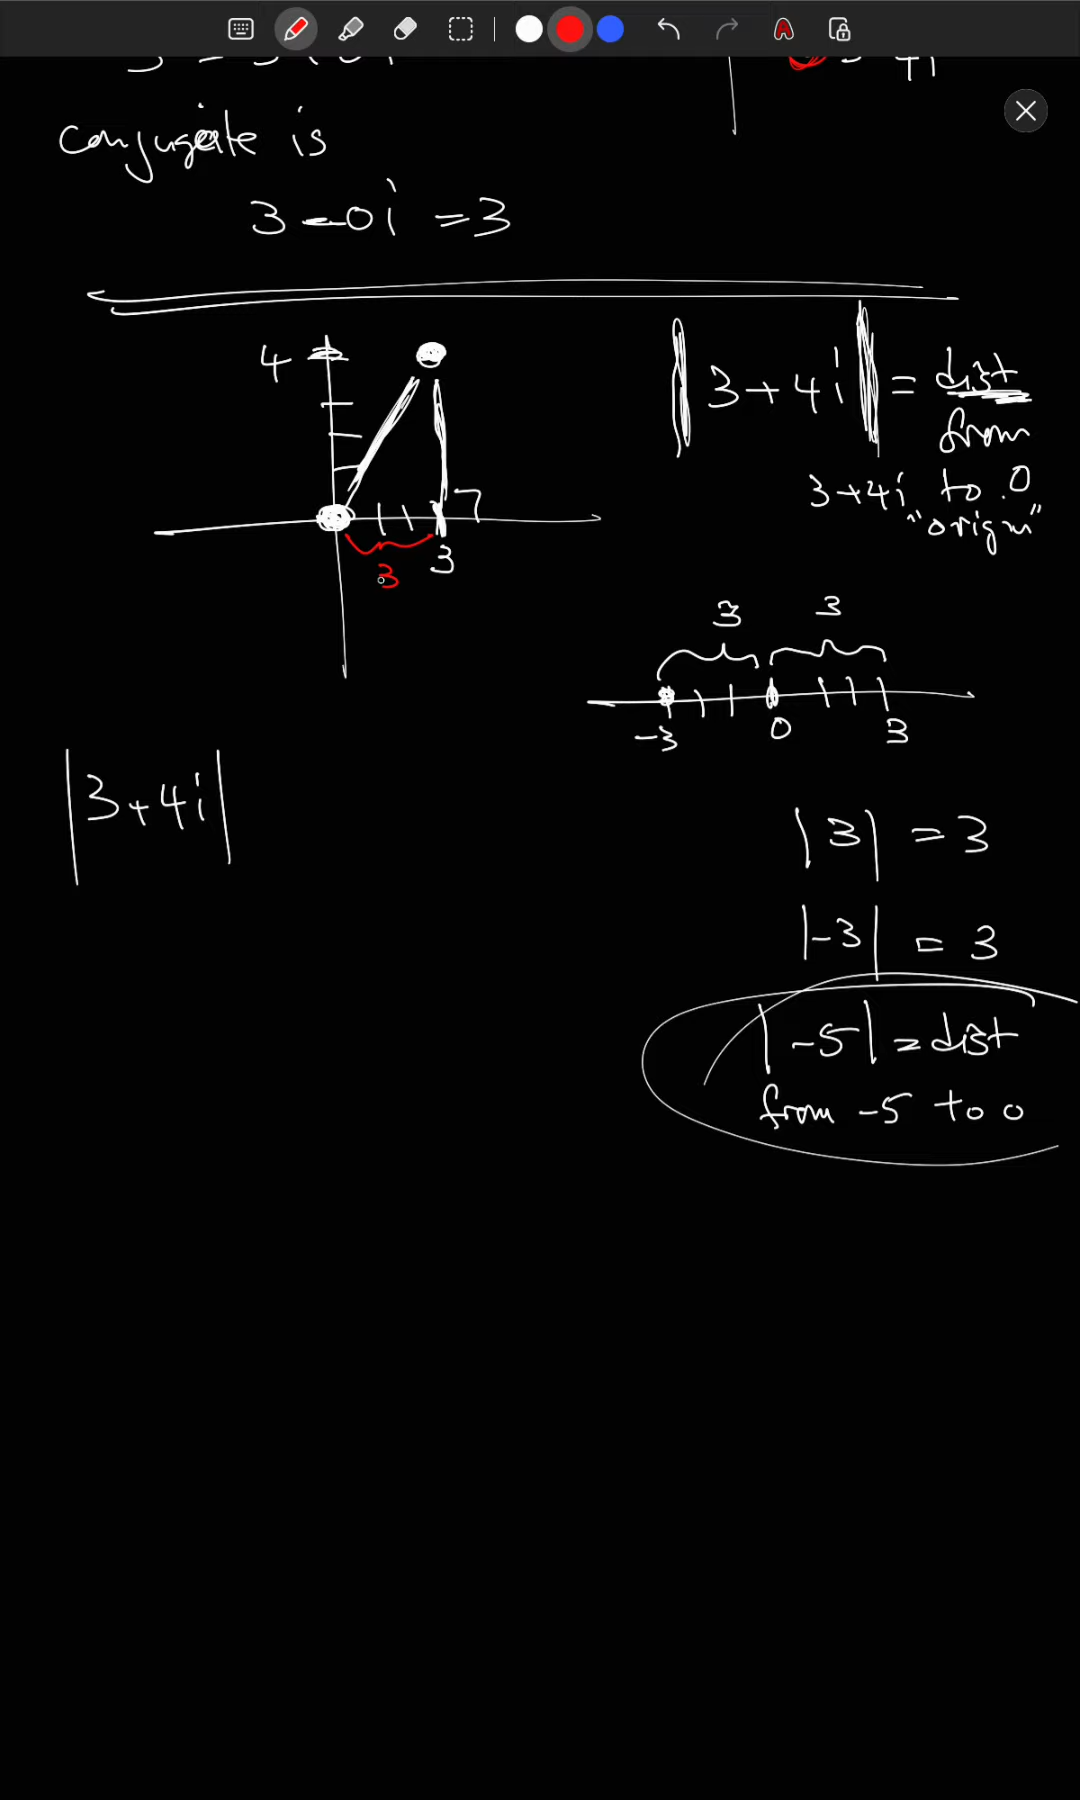 conjugate is
3 - 0i = 3
4
3
3
|3+4i| = dist
from
3+4i to 0
"origin"
3 3
-3 0 3
|3+4i|
|3| = 3
|-3| = 3
|-5| = dist
from -5 to 0